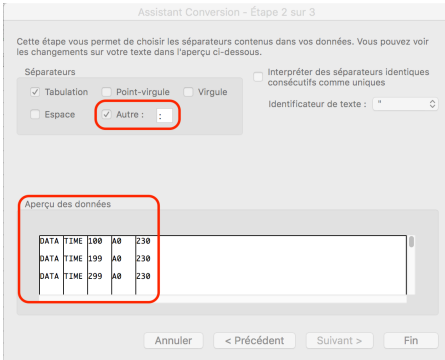 Assistant Conversion - Étape 2 sur 3
Cette étape vous permet de choisir les séparateurs contenus dans vos données. Vous pouvez voir
les changements sur votre texte dans l'aperçu ci-dessous.
Séparateurs
Tabulation Point-virgule Virgule
Espace Autre : :
Interpréter des séparateurs identiques
consécutifs comme uniques
Identificateur de texte : "
Aperçu des données
DATA TIME 100 A0 230
DATA TIME 199 A0 230
DATA TIME 299 A0 230
Annuler < Précédent Suivant > Fin